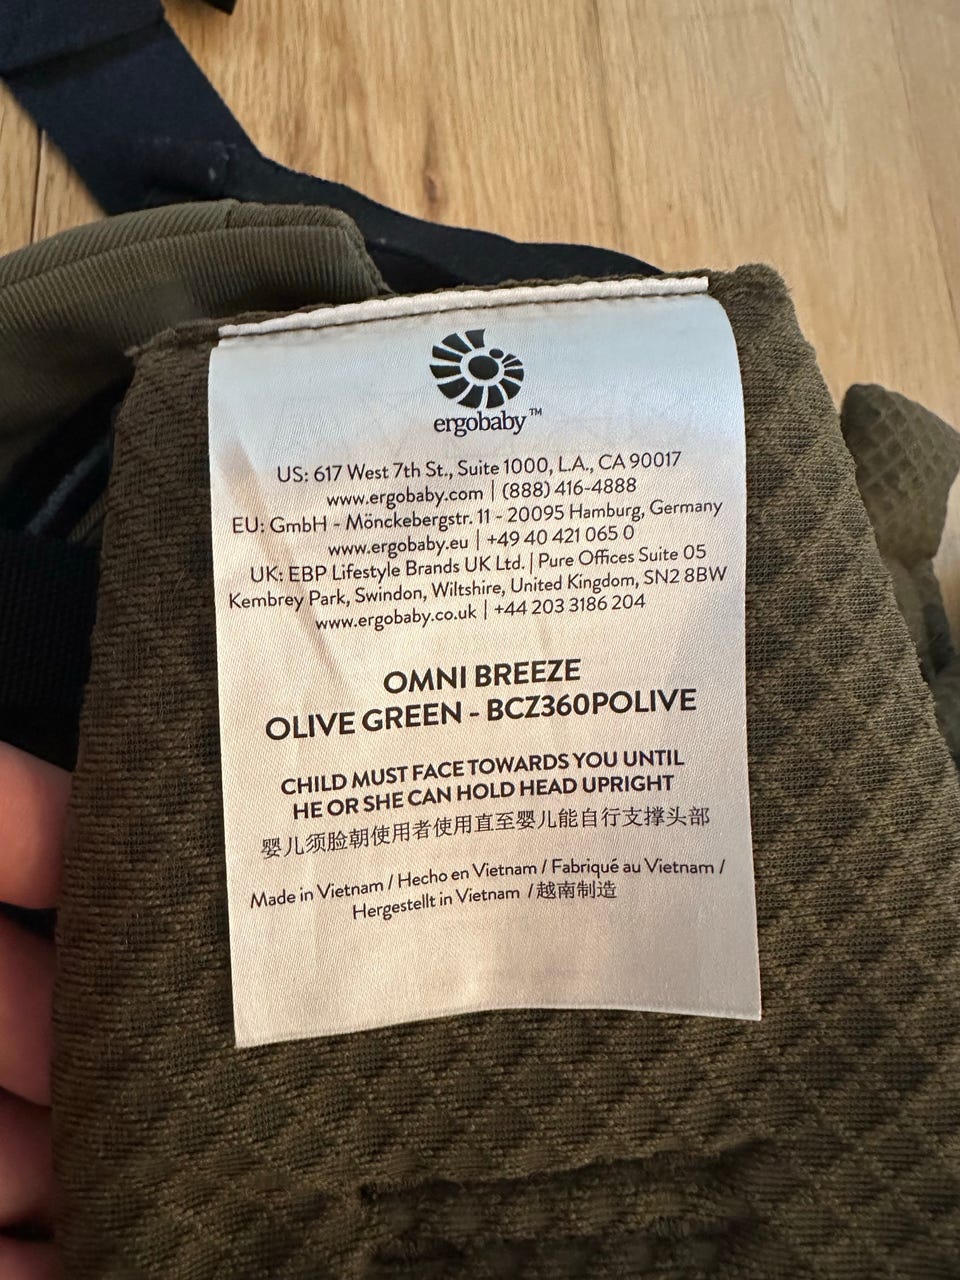 ergobaby™
US: 617 West 7th St., Suite 1000, L.A., CA 90017
www.ergobaby.com | (888) 416-4888
EU: GmbH - Mönckebergstr. 11 - 20095 Hamburg, Germany
www.ergobaby.eu | +49 40 421 065 0
UK: EBP Lifestyle Brands UK Ltd. | Pure Offices Suite 05
Kembrey Park, Swindon, Wiltshire, United Kingdom, SN2 8BW
www.ergobaby.co.uk | +44 203 3186 204
OMNI BREEZE
OLIVE GREEN - BCZ360POLIVE
CHILD MUST FACE TOWARDS YOU UNTIL
HE OR SHE CAN HOLD HEAD UPRIGHT
婴儿须脸朝使用者使用直至婴儿能自行支撑头部
Made in Vietnam / Hecho en Vietnam / Fabriqué au Vietnam /
Hergestellt in Vietnam / 越南制造